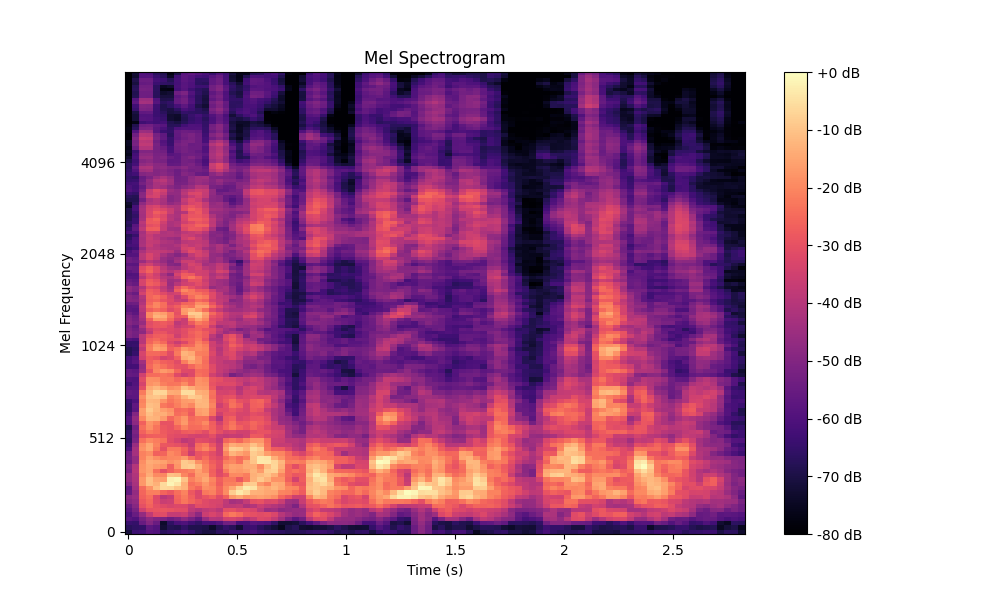 Mel Spectrogram
+0 dB
-10 dB
-20 dB
-30 dB
-40 dB
-50 dB
-60 dB
-70 dB
-80 dB
Mel Frequency
4096
2048
1024
512
0
0
0.5
1
1.5
2
2.5
Time (s)